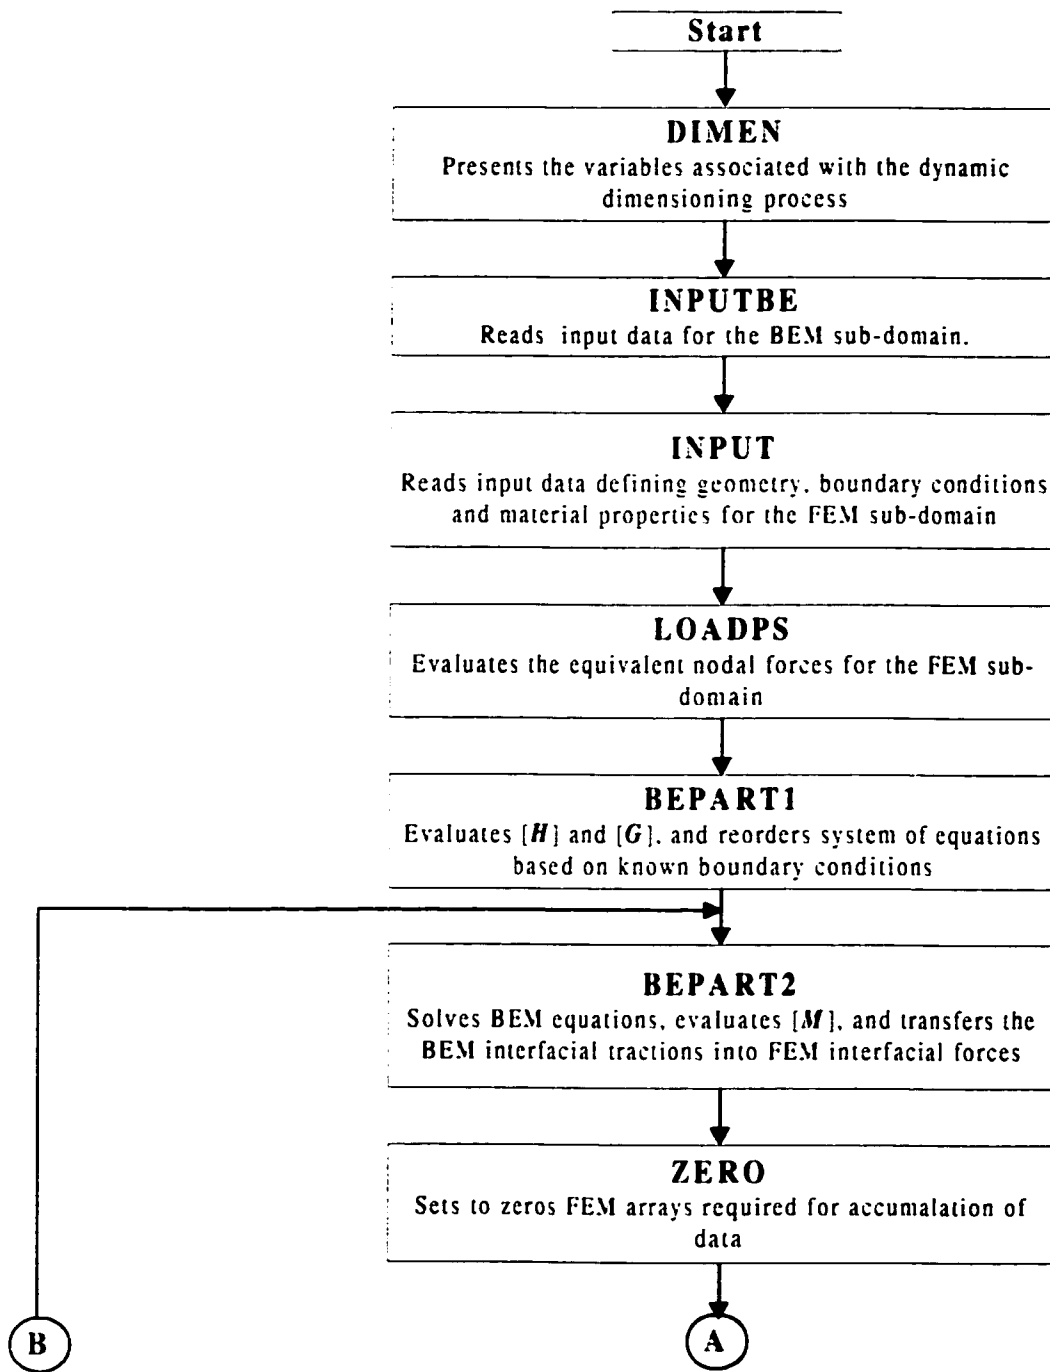 Start
DIMEN
Presents the variables associated with the dynamic
dimensioning process
INPUTBE
Reads input data for the BEM sub-domain.
INPUT
Reads input data defining geometry, boundary conditions
and material properties for the FEM sub-domain
LOADPS
Evaluates the equivalent nodal forces for the FEM sub-
domain
BEPART1
Evaluates [H] and [G], and reorders system of equations
based on known boundary conditions
BEPART2
Solves BEM equations, evaluates [M], and transfers the
BEM interfacial tractions into FEM interfacial forces
ZERO
Sets to zeros FEM arrays required for accumalation of
data
B
A